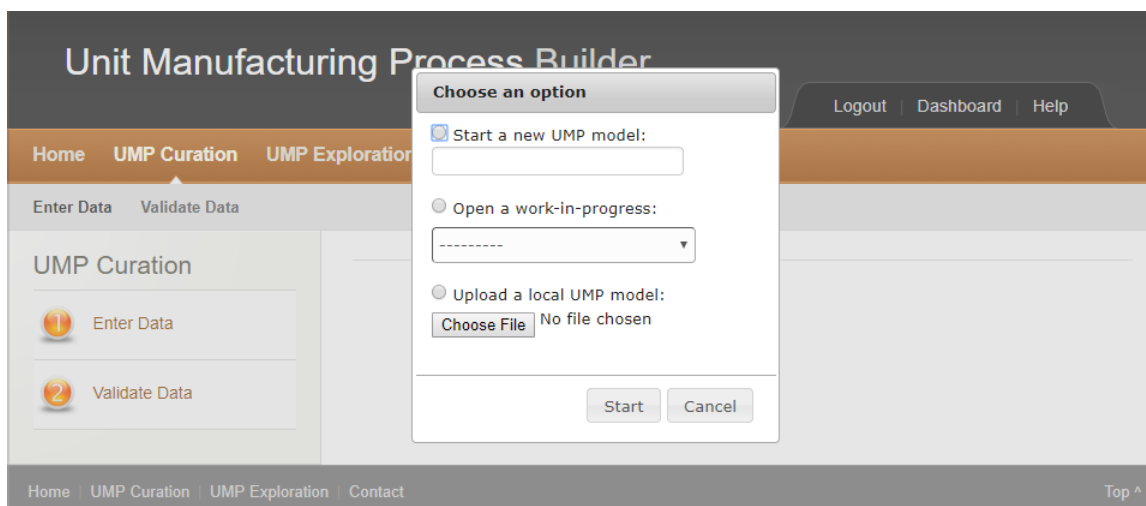 Unit Manufacturing Process Builder
Logout | Dashboard | Help
Home UMP Curation UMP Exploration
Enter Data Validate Data
UMP Curation
1 Enter Data
2 Validate Data
Choose an option
Start a new UMP model:
Open a work-in-progress:
---------
Upload a local UMP model:
Choose File No file chosen
Start Cancel
Home | UMP Curation | UMP Exploration | Contact
Top ^